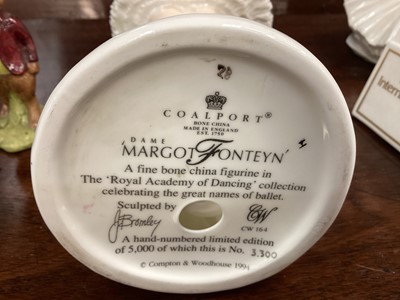 28
COALPORT®
BONE CHINA
MADE IN ENGLAND
EST. 1750
DAME
'MARGOT FONTEYN'
A fine bone china figurine in
The 'Royal Academy of Dancing' collection
celebrating the great names of ballet.
Sculpted by
J Bromley
CW
CW 164
A hand-numbered limited edition
of 5,000 of which this is No. 3,300
© Compton & Woodhouse 1994
Intern